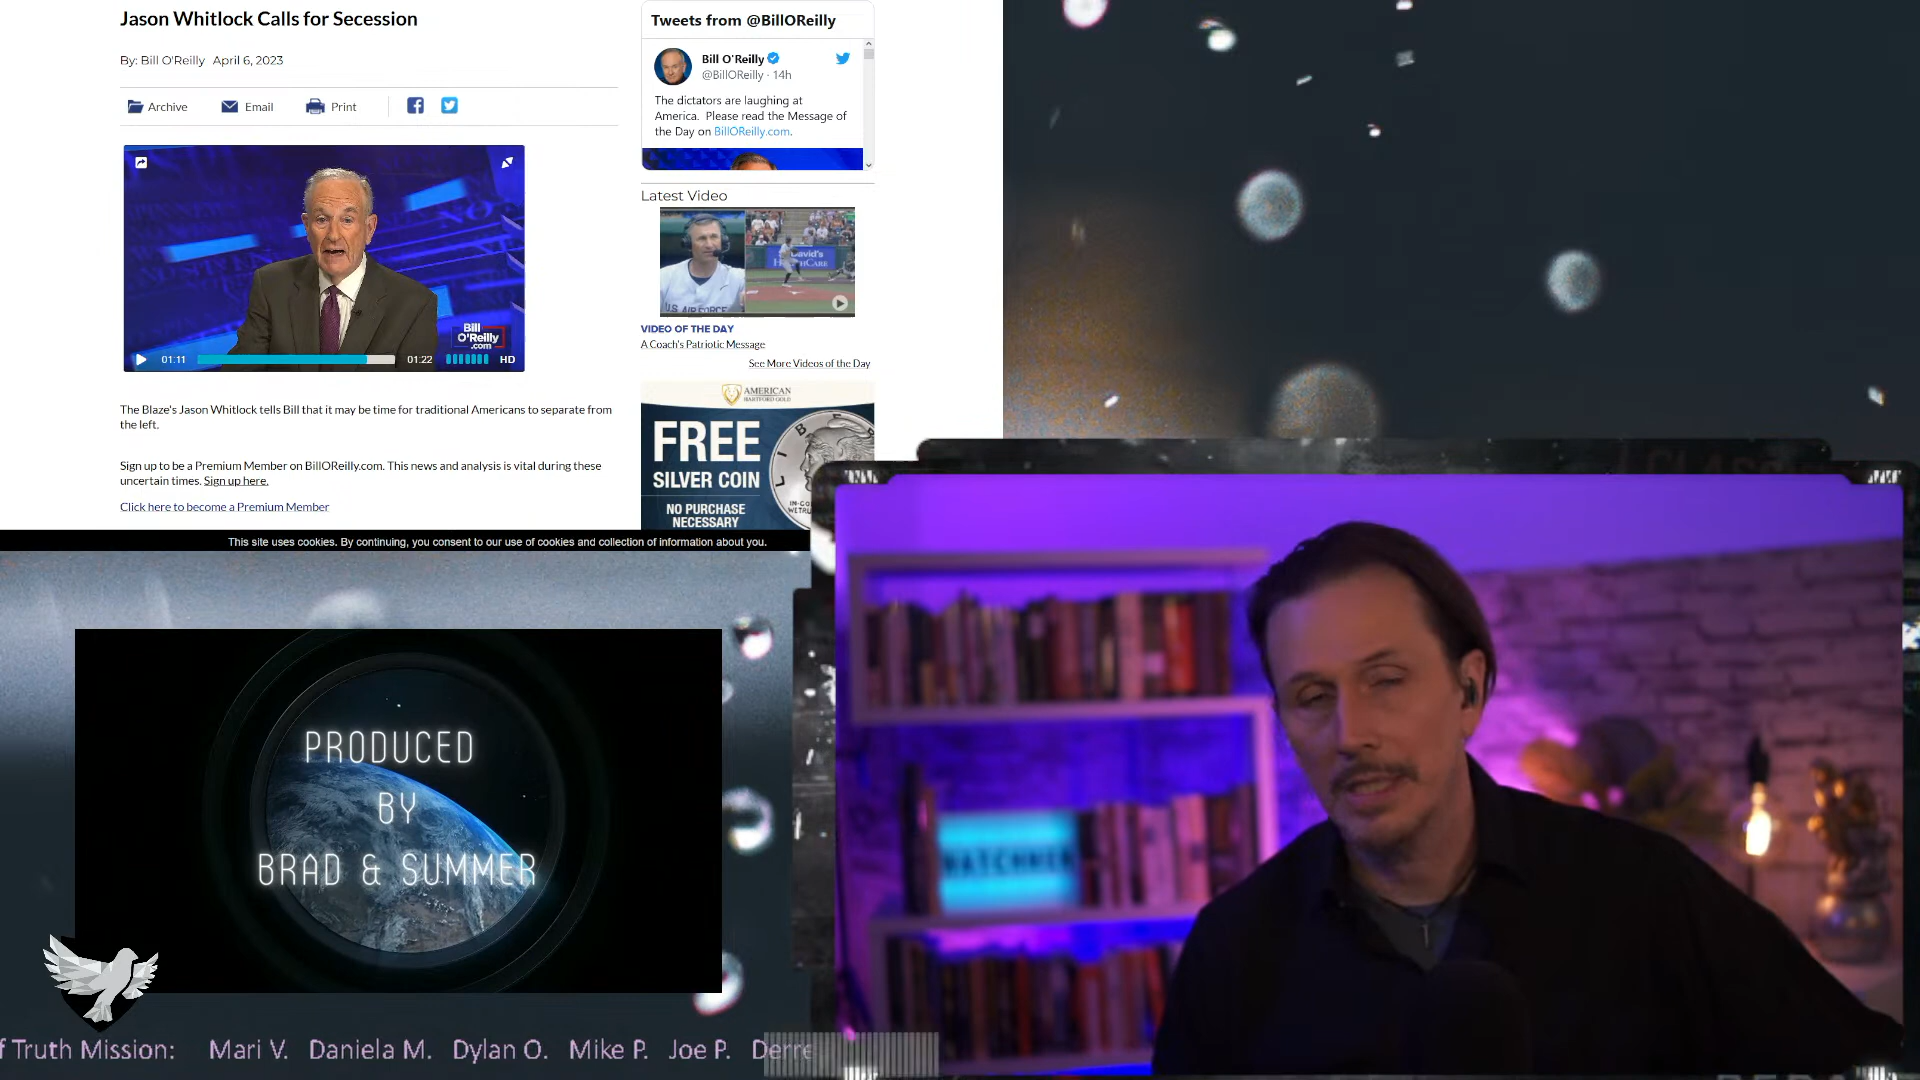 Jason Whitlock Calls for Secession
By: Bill O'Reilly April 6, 2023
Archive Email Print
01:11 01:22 HD
Bill
O'Reilly
.com
The Blaze's Jason Whitlock tells Bill that it may be time for traditional Americans to separate from
the left.
Sign up to be a Premium Member on BillOReilly.com. This news and analysis is vital during these
uncertain times. Sign up here.
Click here to become a Premium Member
Tweets from @BillOReilly
Bill O'Reilly
@BillOReilly · 14h
The dictators are laughing at
America. Please read the Message of
the Day on BillOReilly.com.
Latest Video
U.S. AIR FORCE
VIDEO OF THE DAY
A Coach's Patriotic Message
See More Videos of the Day
AMERICAN
HARTFORD GOLD
FREE
SILVER COIN
NO PURCHASE
NECESSARY
This site uses cookies. By continuing, you consent to our use of cookies and collection of information about you.
PRODUCED
BY
BRAD & SUMMER
Truth Mission: Mari V. Daniela M. Dylan O. Mike P. Joe P.